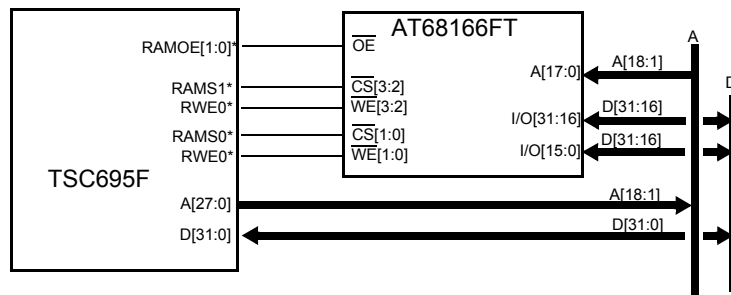 AT68166FT
A
RAMOE[1:0]*
OE
A[18:1]
A[17:0]
D
RAMS1*
CS[3:2]
RWE0*
WE[3:2]
D[31:16]
I/O[31:16]
RAMS0*
CS[1:0]
D[31:16]
RWE0*
WE[1:0]
I/O[15:0]
TSC695F
A[27:0]
A[18:1]
D[31:0]
D[31:0]